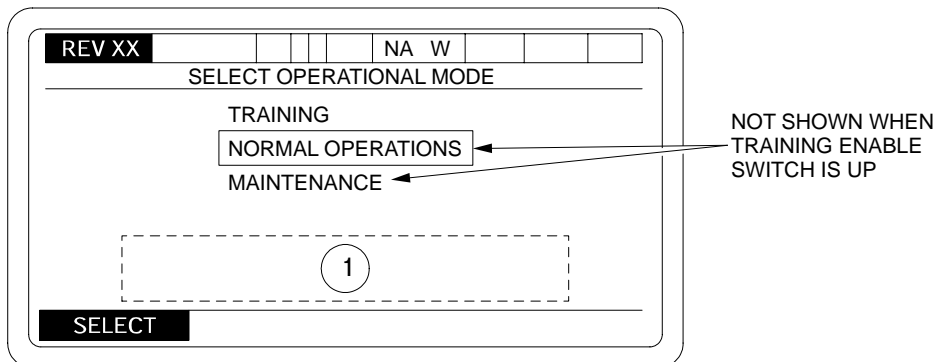 REV XX
NA W
SELECT OPERATIONAL MODE
TRAINING
NORMAL OPERATIONS
MAINTENANCE
NOT SHOWN WHEN
TRAINING ENABLE
SWITCH IS UP
1
SELECT